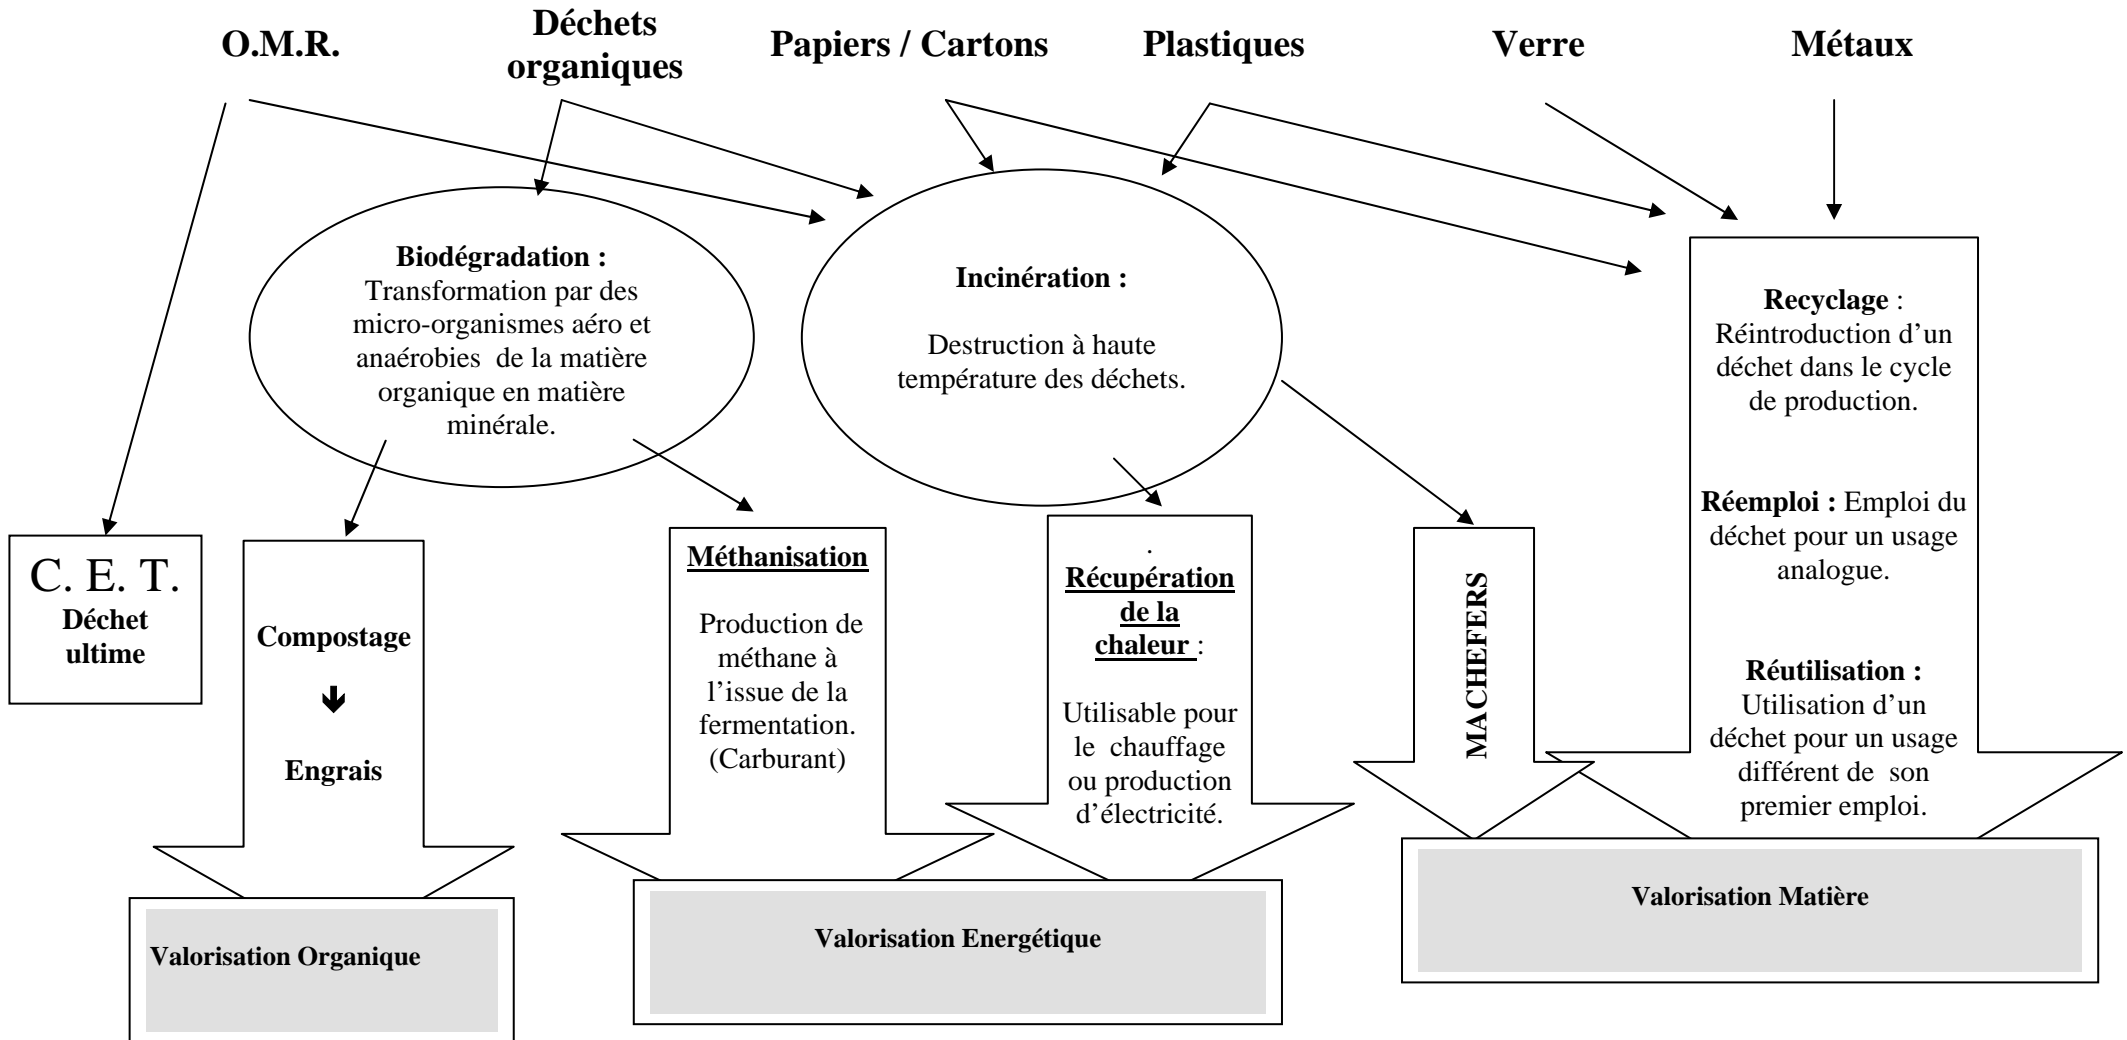 O.M.R.
Déchets
organiques
Papiers / Cartons
Plastiques
Verre
Métaux
Biodégradation :
Transformation par des
micro-organismes aéro et
anaérobies de la matière
organique en matière
minérale.
Incinération :
Destruction à haute
température des déchets.
Recyclage :
Réintroduction d’un
déchet dans le cycle
de production.
Réemploi : Emploi du
déchet pour un usage
analogue.
Réutilisation :
Utilisation d’un
déchet pour un usage
différent de son
premier emploi.
C. E. T.
Déchet
ultime
Compostage
🡻
Engrais
Méthanisation
Production de
méthane à
l’issue de la
fermentation.
(Carburant)
.
Récupération
de la
chaleur :
Utilisable pour
le chauffage
ou production
d’électricité.
MACHEFERS
Valorisation Organique
Valorisation Energétique
Valorisation Matière